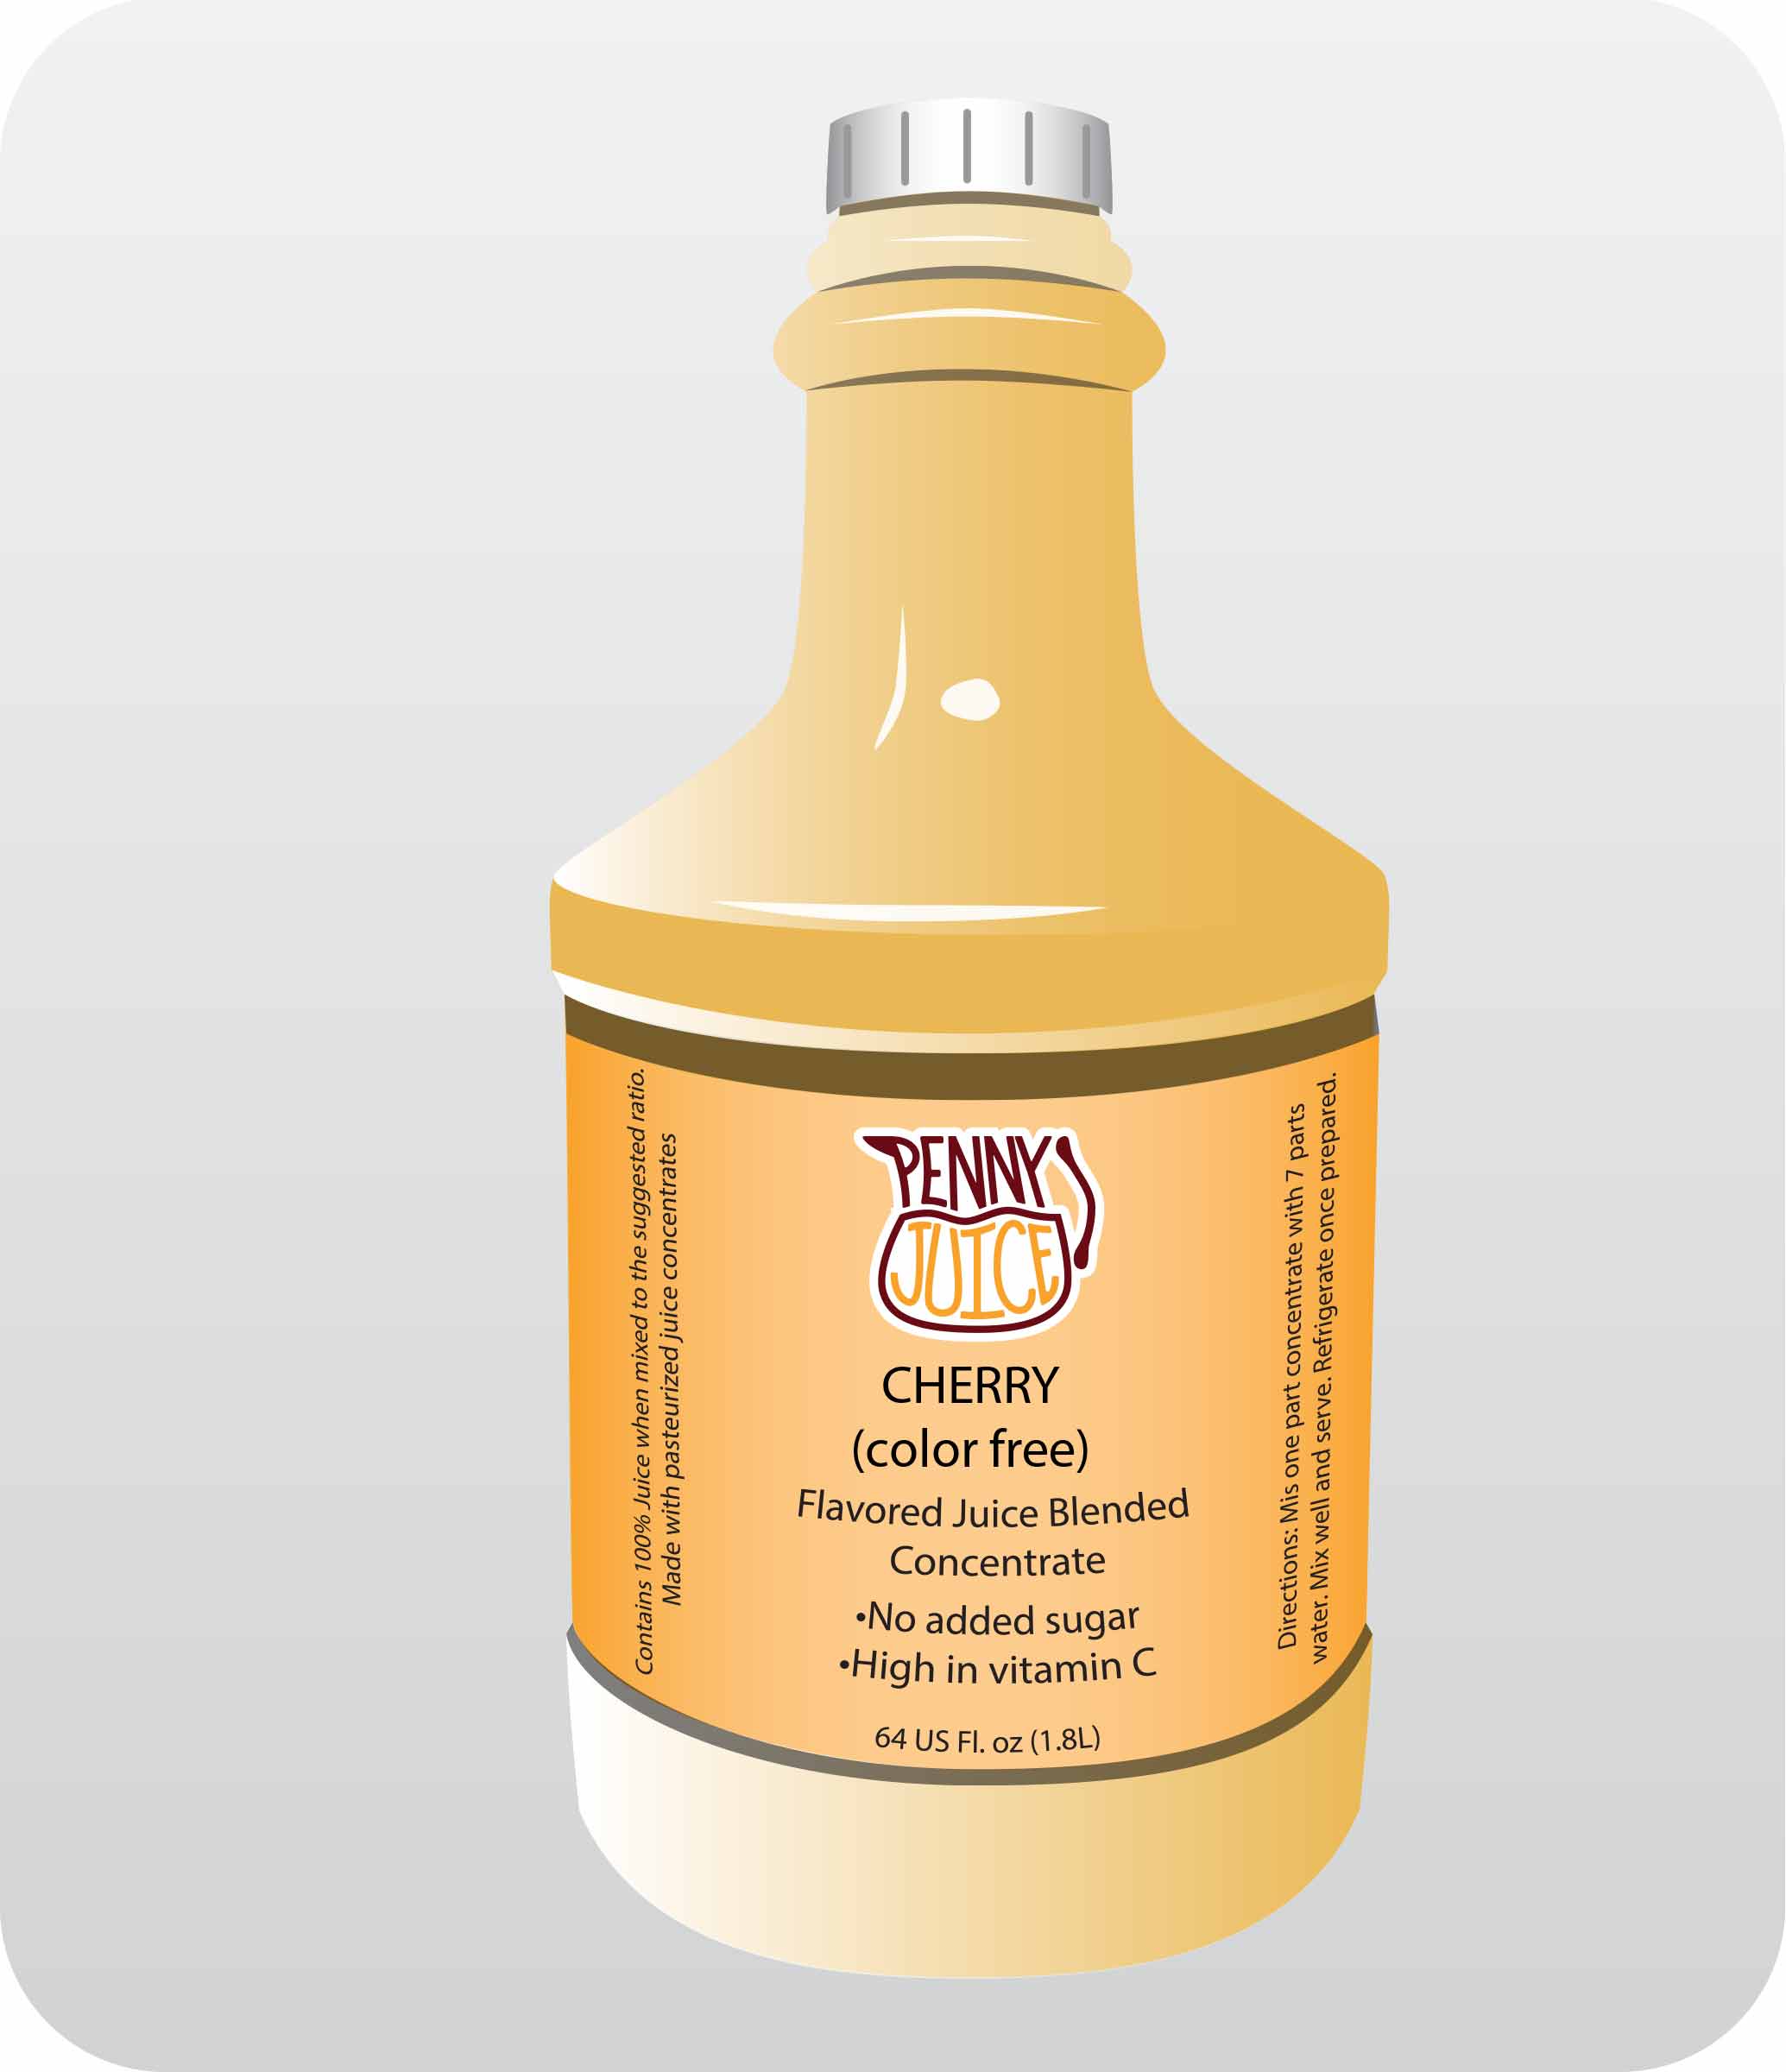 PENNY
JUICE
CHERRY
(color free)
Flavored Juice Blended
Concentrate
•No added sugar
•High in vitamin C
64 US Fl. oz (1.8L)
Contains 100% Juice when mixed to the suggested ratio.
Made with pasteurized juice concentrates
Directions: Mis one part concentrate with 7 parts
water. Mix well and serve. Refrigerate once prepared.